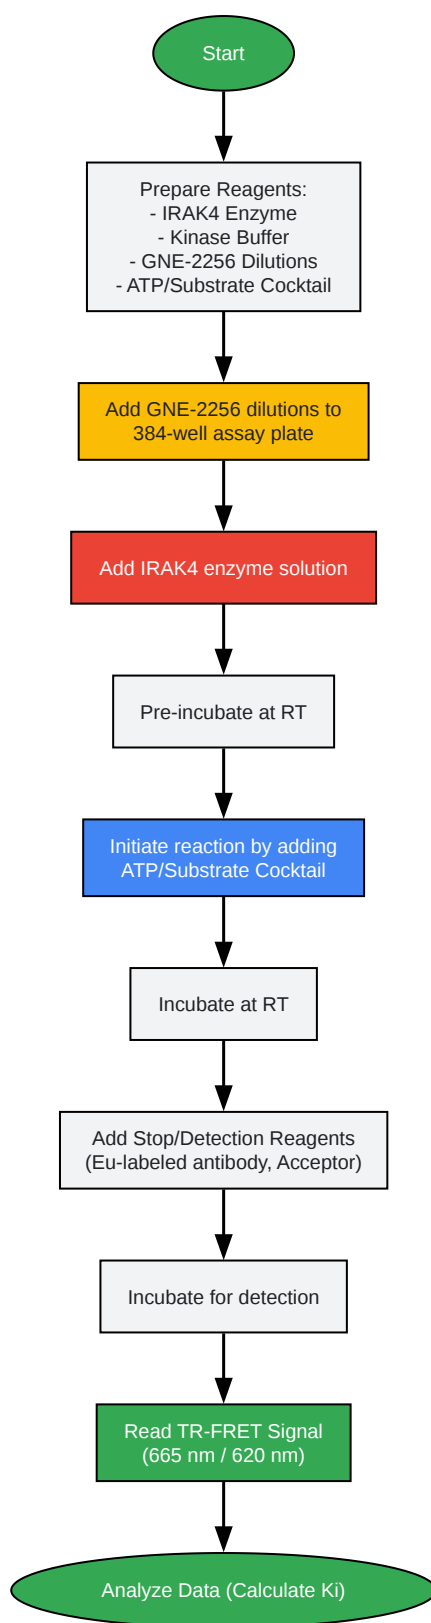 Start
Prepare Reagents:
- IRAK4 Enzyme
- Kinase Buffer
- GNE-2256 Dilutions
- ATP/Substrate Cocktail
Add GNE-2256 dilutions to
384-well assay plate
Add IRAK4 enzyme solution
Pre-incubate at RT
Initiate reaction by adding
ATP/Substrate Cocktail
Incubate at RT
Add Stop/Detection Reagents
(Eu-labeled antibody, Acceptor)
Incubate for detection
Read TR-FRET Signal
(665 nm / 620 nm)
Analyze Data (Calculate Ki)